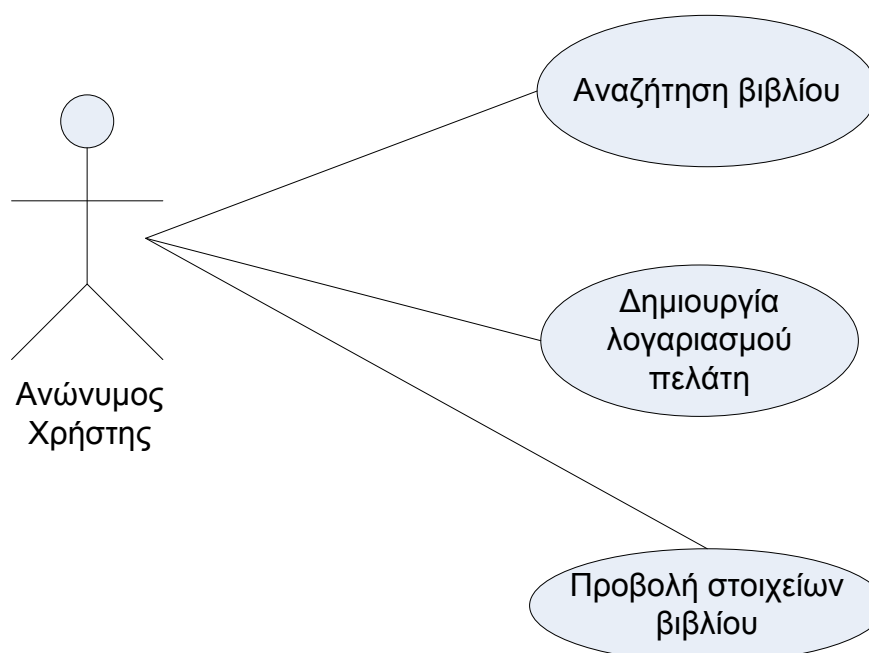 Αναζήτηση βιβλίου
Δημιουργία
λογαριασμού
πελάτη
Ανώνυμος
Χρήστης
Προβολή στοιχείων
βιβλίου